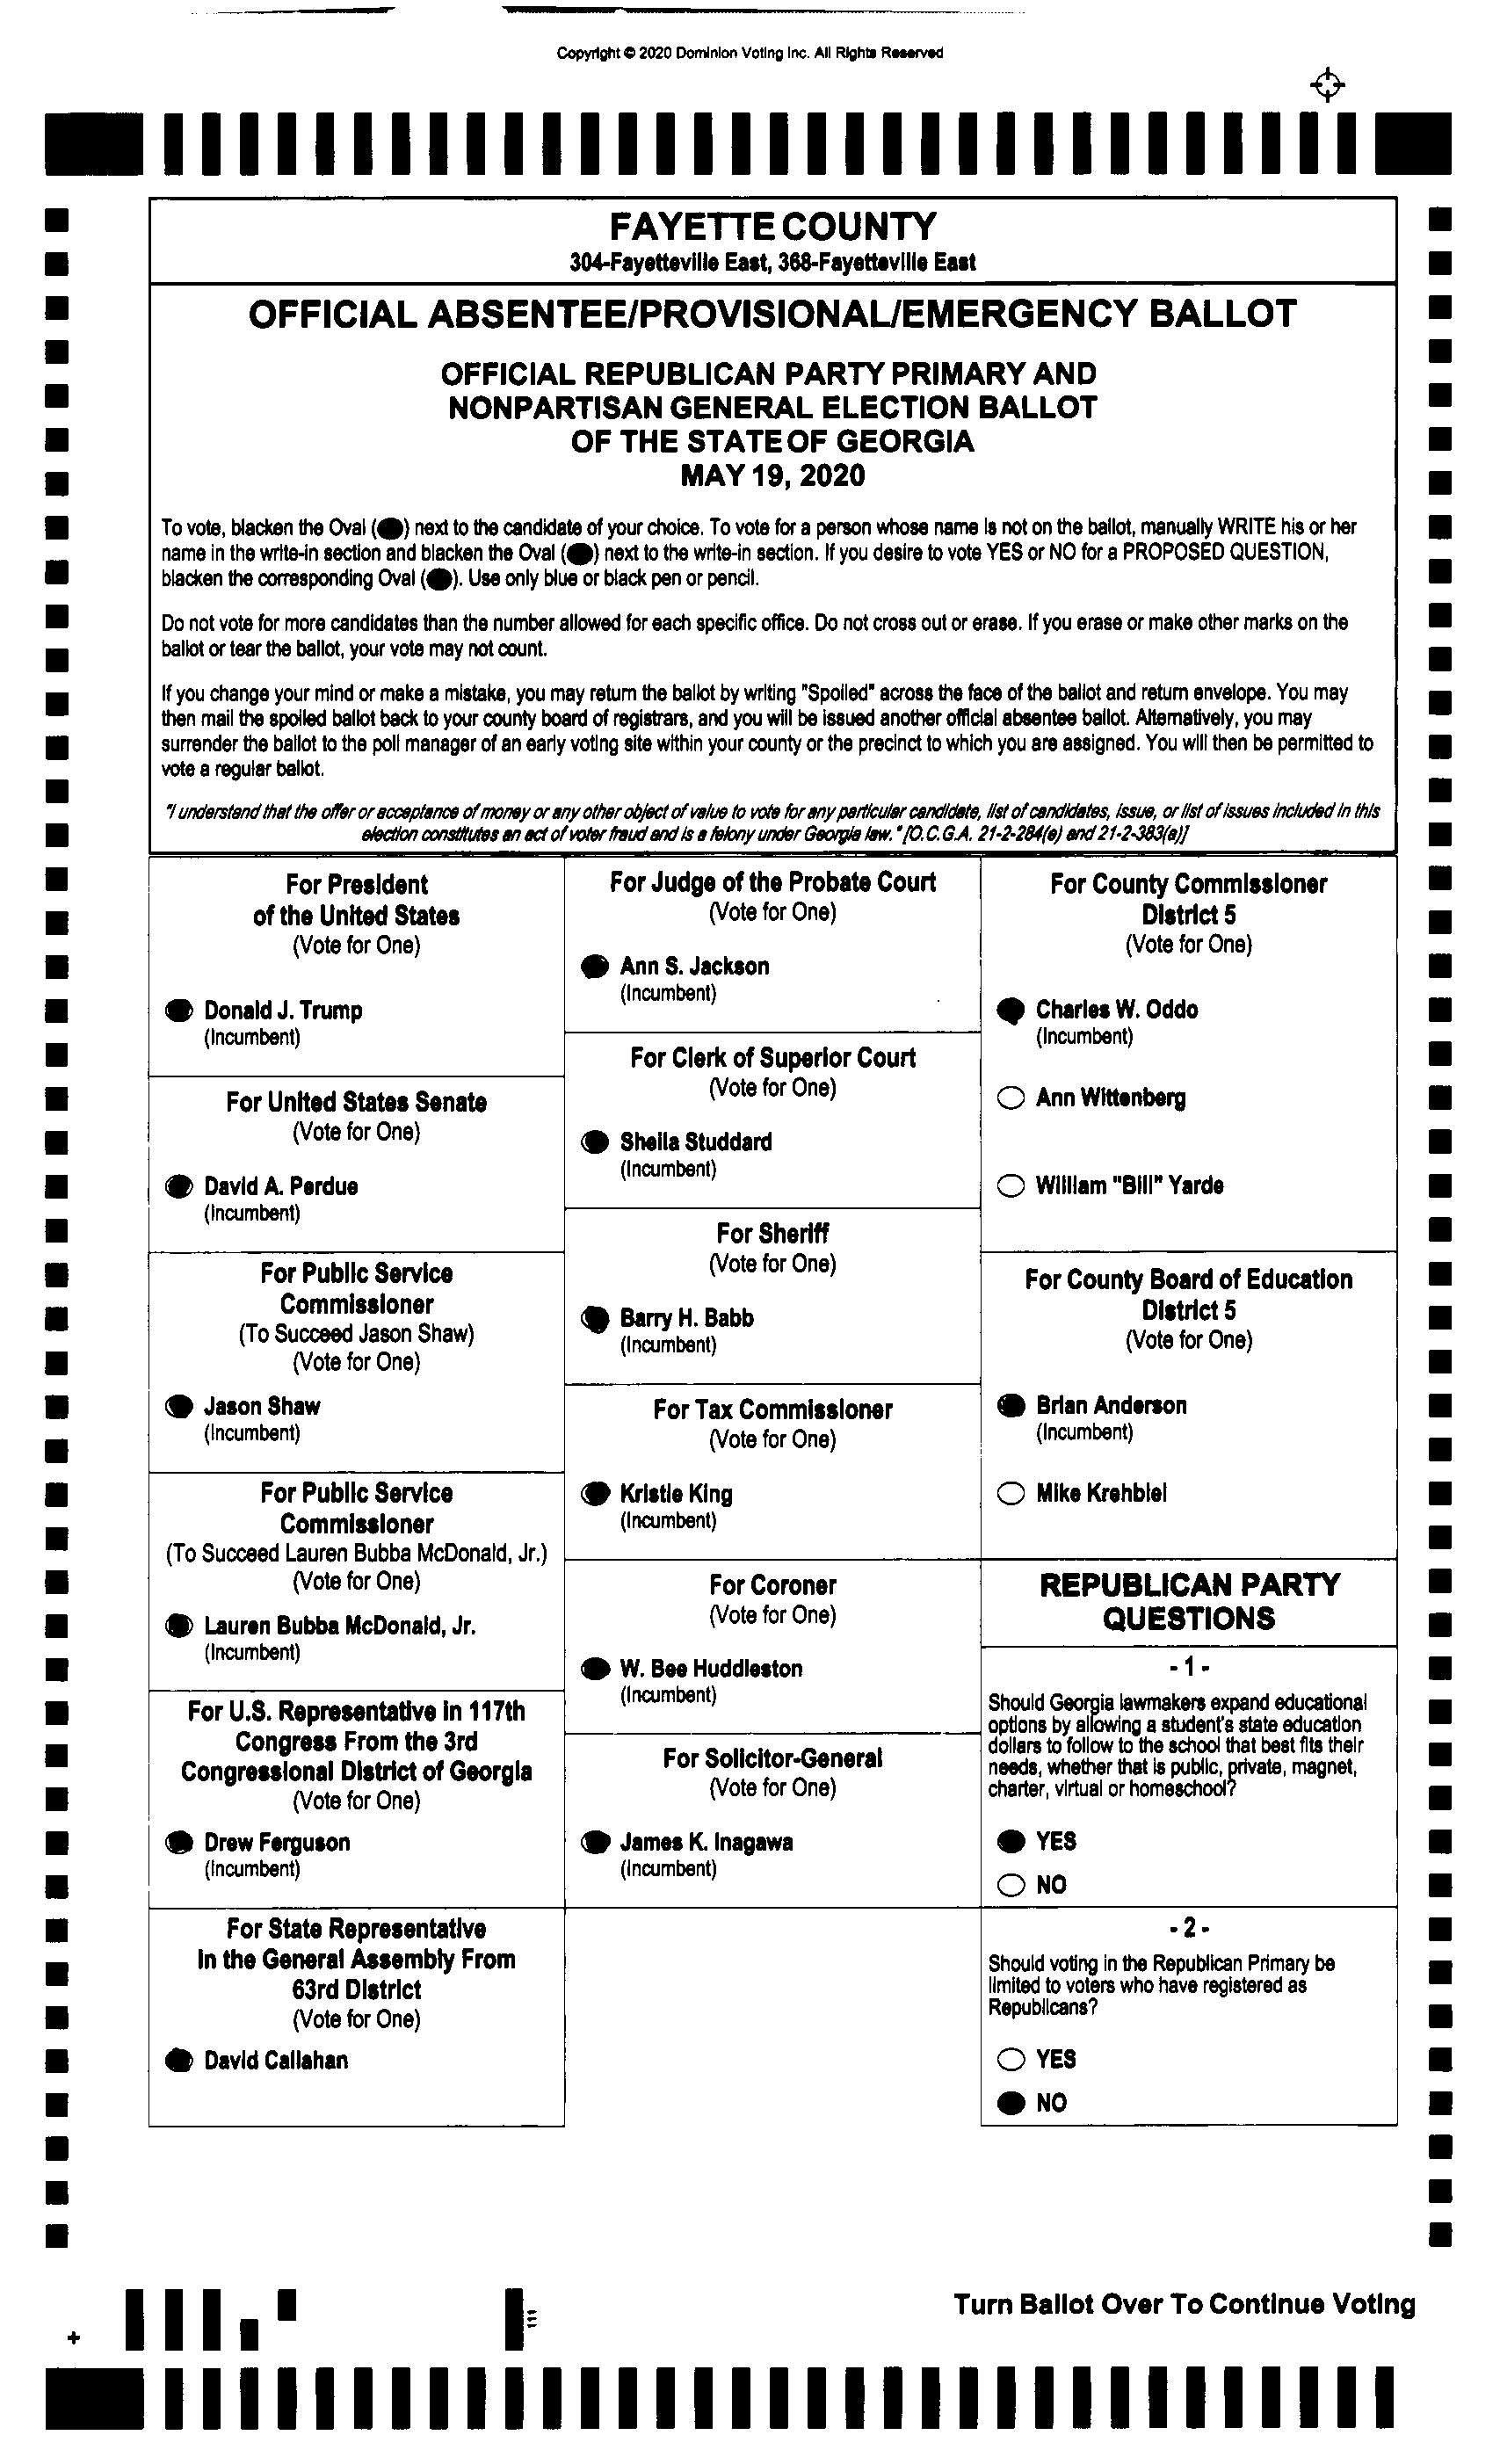 Copyright © 2020 Dominion Voting Inc. All Rights Reserved
FAYETTE COUNTY
304-Fayetteville East, 368-Fayetteville East
OFFICIAL ABSENTEE/PROVISIONAL/EMERGENCY BALLOT
OFFICIAL REPUBLICAN PARTY PRIMARY AND
NONPARTISAN GENERAL ELECTION BALLOT
OF THE STATE OF GEORGIA
MAY 19, 2020
To vote, blacken the Oval ( ) next to the candidate of your choice. To vote for a person whose name is not on the ballot, manually WRITE his or her
name in the write-in section and blacken the Oval ( ) next to the write-in section. If you desire to vote YES or NO for a PROPOSED QUESTION,
blacken the corresponding Oval ( ). Use only blue or black pen or pencil.
Do not vote for more candidates than the number allowed for each specific office. Do not cross out or erase. If you erase or make other marks on the
ballot or tear the ballot, your vote may not count.
If you change your mind or make a mistake, you may return the ballot by writing "Spoiled" across the face of the ballot and return envelope. You may
then mail the spoiled ballot back to your county board of registrars, and you will be issued another official absentee ballot. Alternatively, you may
surrender the ballot to the poll manager of an early voting site within your county or the precinct to which you are assigned. You will then be permitted to
vote a regular ballot.
"I understand that the offer or acceptance of money or any other object of value to vote for any particular candidate, list of candidates, issue, or list of issues included in this
election constitutes an act of voter fraud and is a felony under Georgia law." [O.C.G.A. 21-2-284(e) and 21-2-383(a)]
For President
of the United States
(Vote for One)
Donald J. Trump
(Incumbent)
For United States Senate
(Vote for One)
David A. Perdue
(Incumbent)
For Public Service
Commissioner
(To Succeed Jason Shaw)
(Vote for One)
Jason Shaw
(Incumbent)
For Public Service
Commissioner
(To Succeed Lauren Bubba McDonald, Jr.)
(Vote for One)
Lauren Bubba McDonald, Jr.
(Incumbent)
For U.S. Representative in 117th
Congress From the 3rd
Congressional District of Georgia
(Vote for One)
Drew Ferguson
(Incumbent)
For State Representative
In the General Assembly From
63rd District
(Vote for One)
David Callahan
For Judge of the Probate Court
(Vote for One)
Ann S. Jackson
(Incumbent)
For Clerk of Superior Court
(Vote for One)
Sheila Studdard
(Incumbent)
For Sheriff
(Vote for One)
Barry H. Babb
(Incumbent)
For Tax Commissioner
(Vote for One)
Kristie King
(Incumbent)
For Coroner
(Vote for One)
W. Bee Huddleston
(Incumbent)
For Solicitor-General
(Vote for One)
James K. Inagawa
(Incumbent)
For County Commissioner
District 5
(Vote for One)
Charles W. Oddo
(Incumbent)
Ann Wittenberg
William "Bill" Yarde
For County Board of Education
District 5
(Vote for One)
Brian Anderson
(Incumbent)
Mike Krehbiel
REPUBLICAN PARTY
QUESTIONS
- 1 -
Should Georgia lawmakers expand educational
options by allowing a student's state education
dollars to follow to the school that best fits their
needs, whether that is public, private, magnet,
charter, virtual or homeschool?
YES
NO
- 2 -
Should voting in the Republican Primary be
limited to voters who have registered as
Republicans?
YES
NO
Turn Ballot Over To Continue Voting